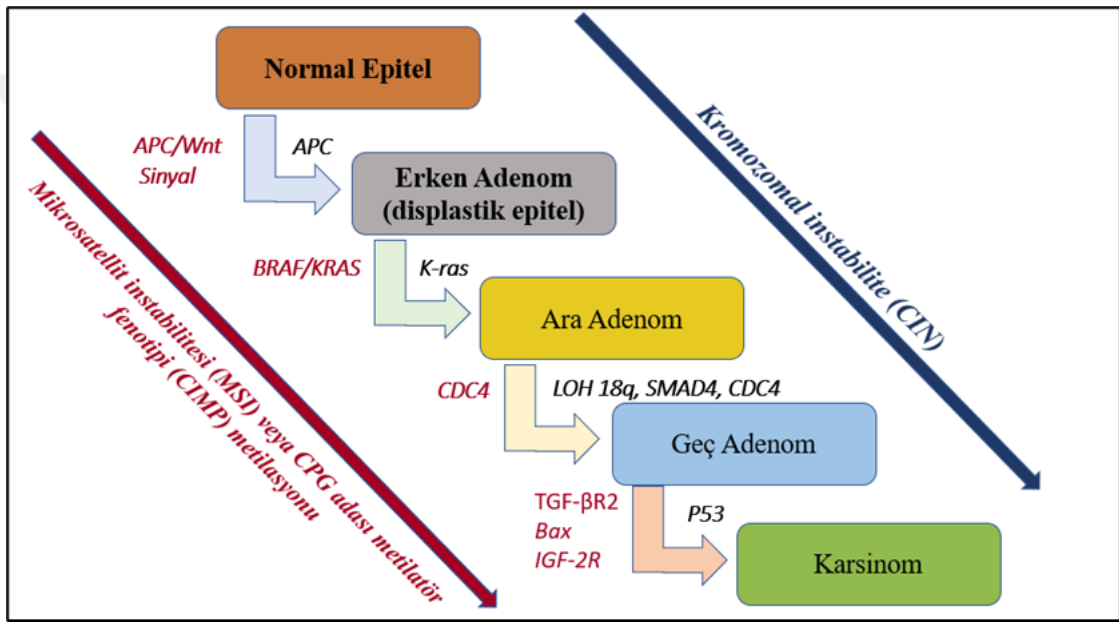 Normal Epitel
APC/Wnt
Sinyal
APC
Erken Adenom
(displastik epitel)
BRAF/KRAS
K-ras
Ara Adenom
CDC4
LOH 18q, SMAD4, CDC4
Geç Adenom
TGF-βR2
Bax
IGF-2R
P53
Karsinom
Kromozomal instabilite (CIN)
Mikrosatellit instabilitesi (MSI) veya CPG adası metilatör
fenotipi (CIMP) metilasyonu